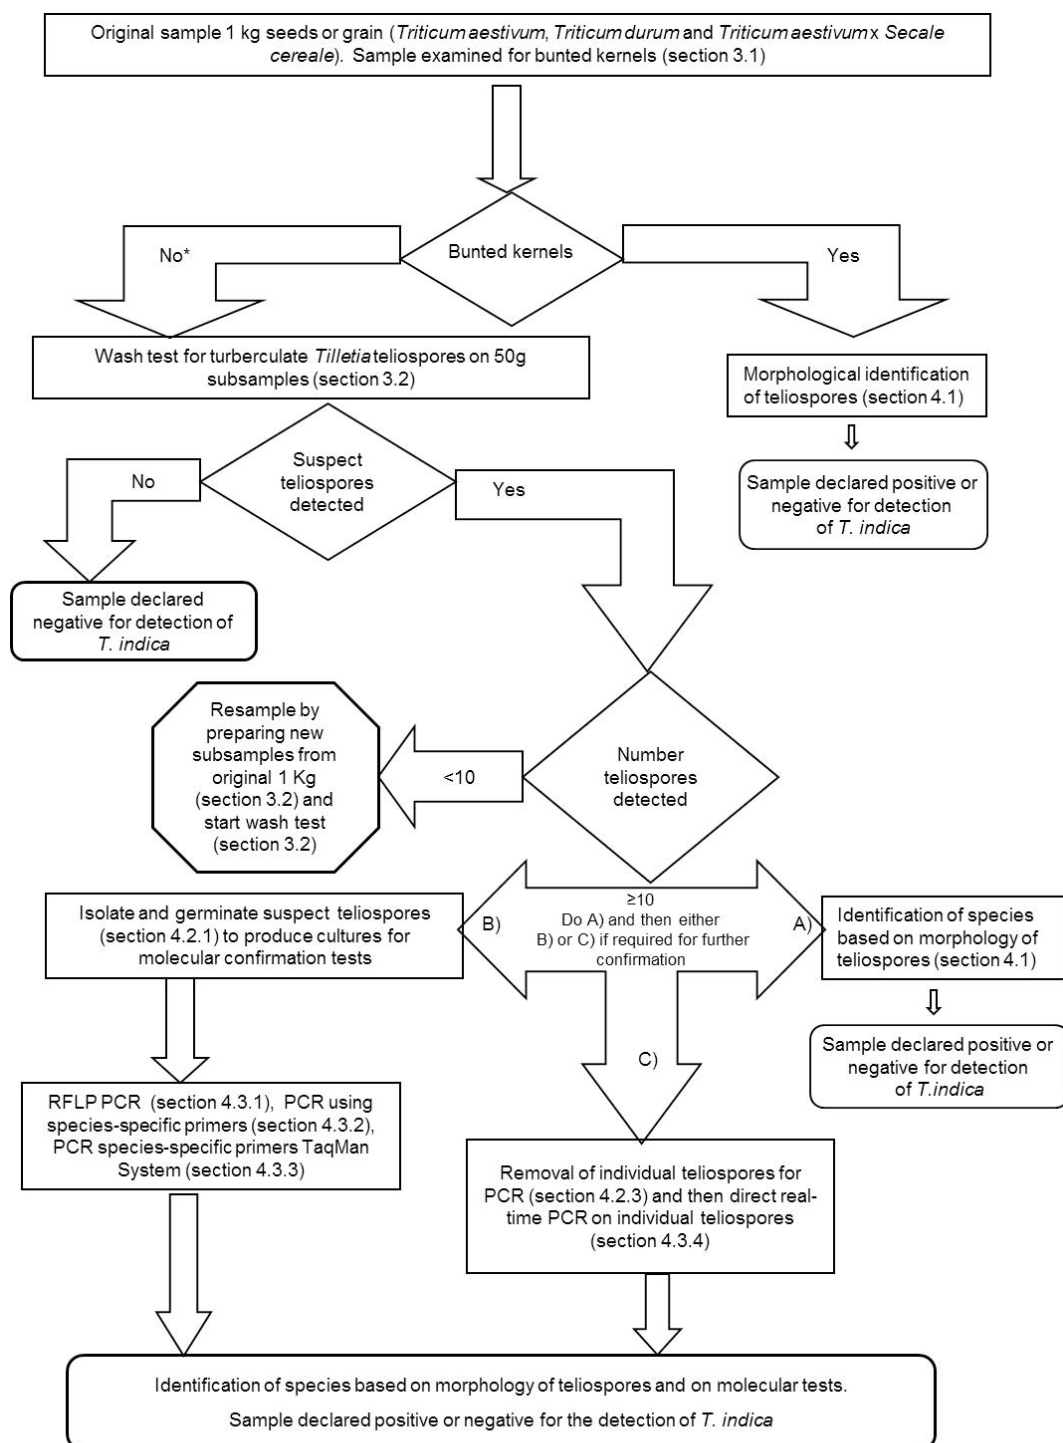 Original sample 1 kg seeds or grain (Triticum aestivum, Triticum durum and Triticum aestivum x Secale
cereale). Sample examined for bunted kernels (section 3.1)
No*
Bunted kernels
Yes
Wash test for turberculate Tilletia teliospores on 50g
subsamples (section 3.2)
Morphological identification
of teliospores (section 4.1)
No
Suspect
teliospores
detected
Yes
Sample declared positive or
negative for detection
of T. indica
Sample declared
negative for detection of
T. indica
Resample by
preparing new
subsamples from
original 1 Kg
(section 3.2) and
start wash test
(section 3.2)
<10
Number
teliospores
detected
Isolate and germinate suspect teliospores
(section 4.2.1) to produce cultures for
molecular confirmation tests
B)
≥10
Do A) and then either
B) or C) if required for further
confirmation
A)
Identification of species
based on morphology of
teliospores (section 4.1)
C)
Sample declared positive or
negative for detection
of T.indica
RFLP PCR (section 4.3.1), PCR using
species-specific primers (section 4.3.2),
PCR species-specific primers TaqMan
System (section 4.3.3)
Removal of individual teliospores for
PCR (section 4.2.3) and then direct real-
time PCR on individual teliospores
(section 4.3.4)
Identification of species based on morphology of teliospores and on molecular tests.
Sample declared positive or negative for the detection of T. indica